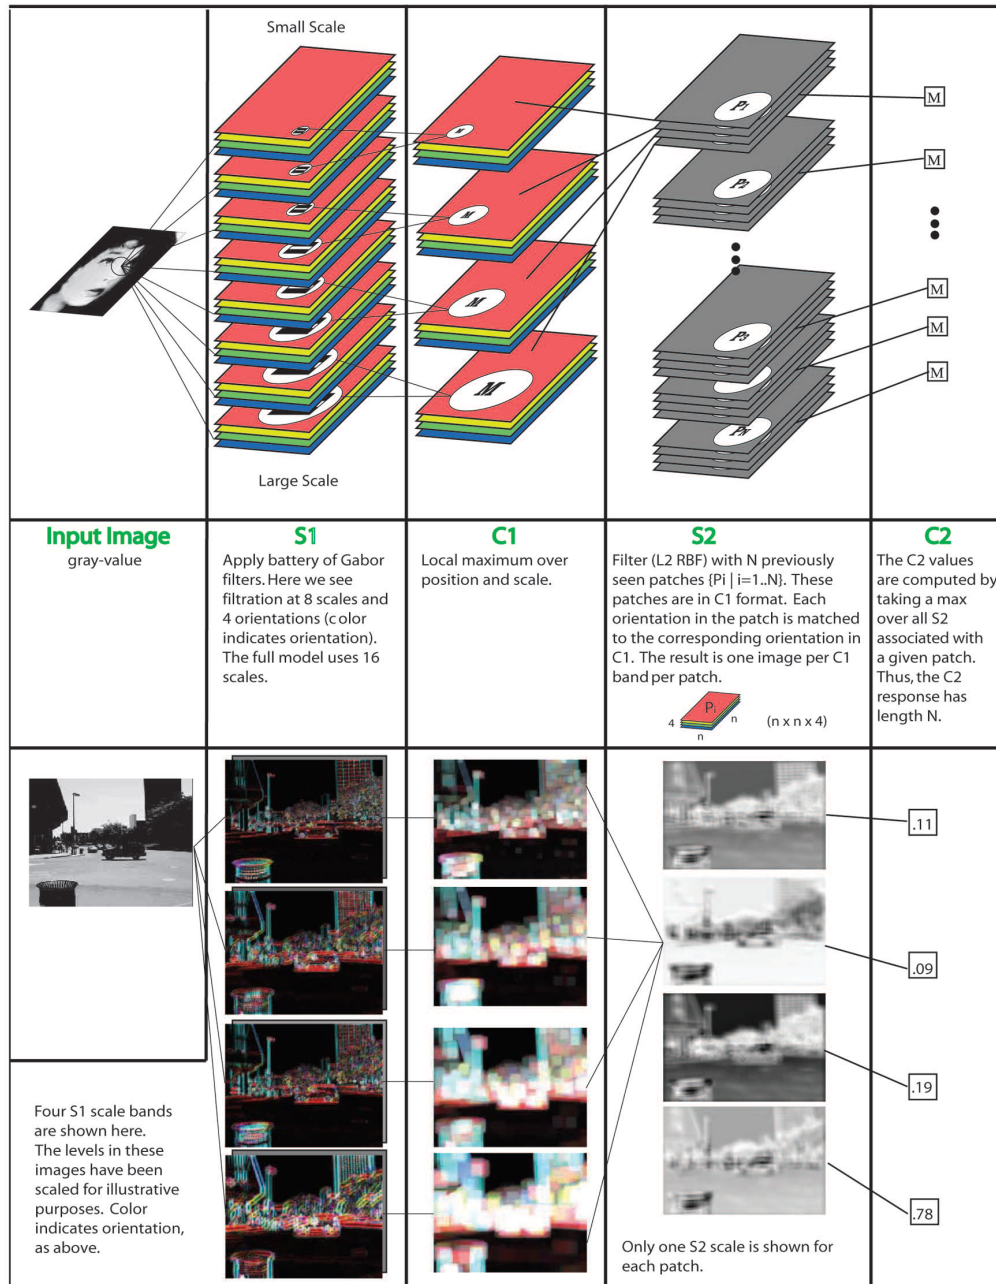 Small Scale
M
M
M
M
P1
P2
P3
PN
M
M
M
M
M
Large Scale
Input Image
gray-value
S1
Apply battery of Gabor
filters. Here we see
filtration at 8 scales and
4 orientations (color
indicates orientation).
The full model uses 16
scales.
C1
Local maximum over
position and scale.
S2
Filter (L2 RBF) with N previously
seen patches {Pi | i=1..N}. These
patches are in C1 format. Each
orientation in the patch is matched
to the corresponding orientation in
C1. The result is one image per C1
band per patch.
Pi
4
n
n
(n x n x 4)
C2
The C2 values
are computed by
taking a max
over all S2
associated with
a given patch.
Thus, the C2
response has
length N.
.11
.09
.19
.78
Four S1 scale bands
are shown here.
The levels in these
images have been
scaled for illustrative
purposes. Color
indicates orientation,
as above.
Only one S2 scale is shown for
each patch.